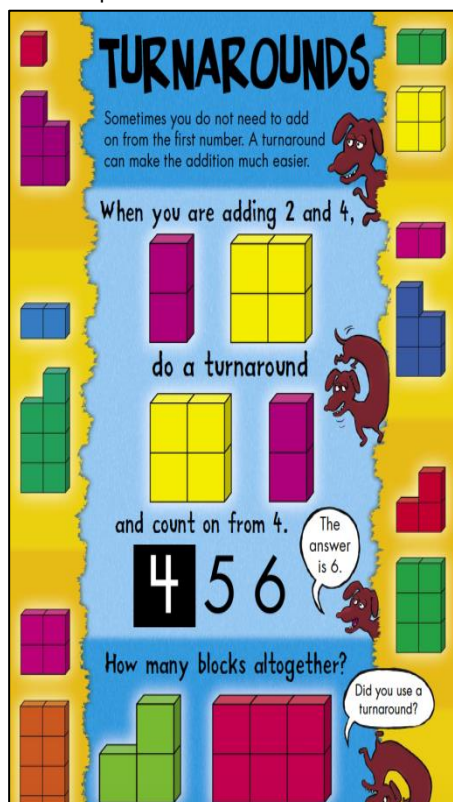 TURNAROUNDS
Sometimes you do not need to add
on from the first number. A turnaround
can make the addition much easier.
When you are adding 2 and 4,
do a turnaround
and count on from 4.
The
answer
is 6.
4 5 6
How many blocks altogether?
Did you use a
turnaround?